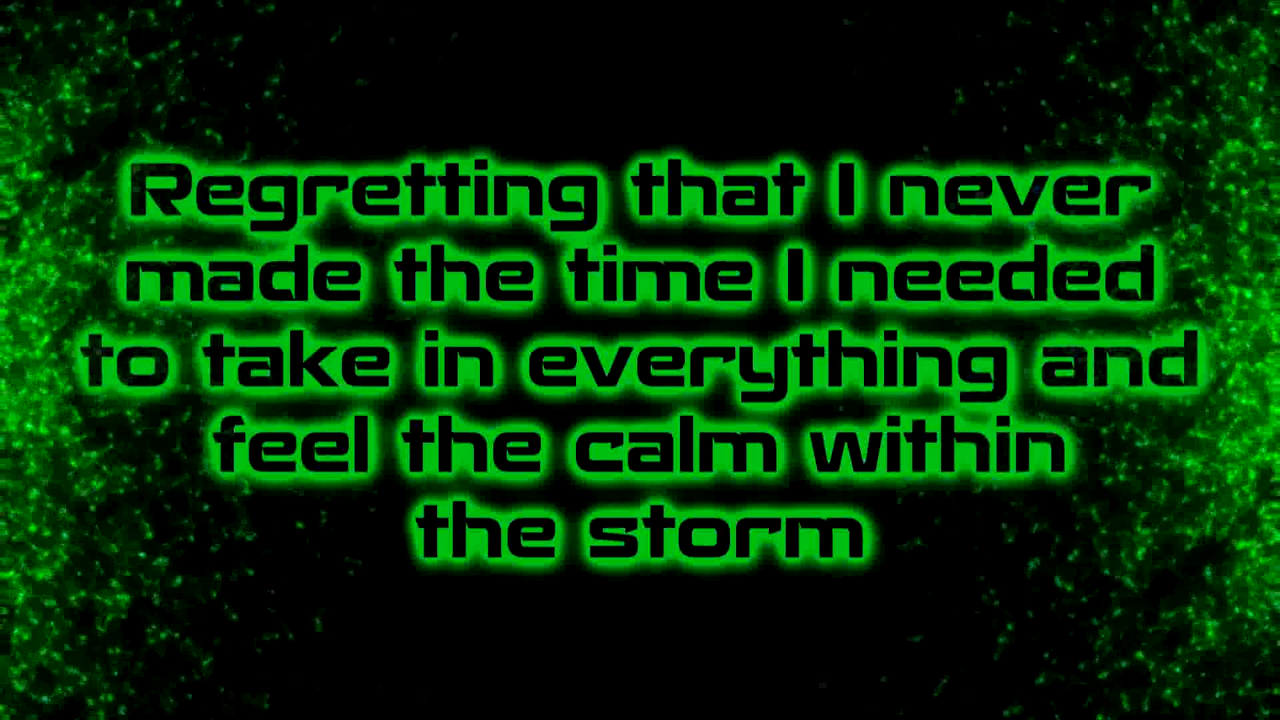 Regretting that I never
made the time I needed
to take in everything and
feel the calm within
the storm